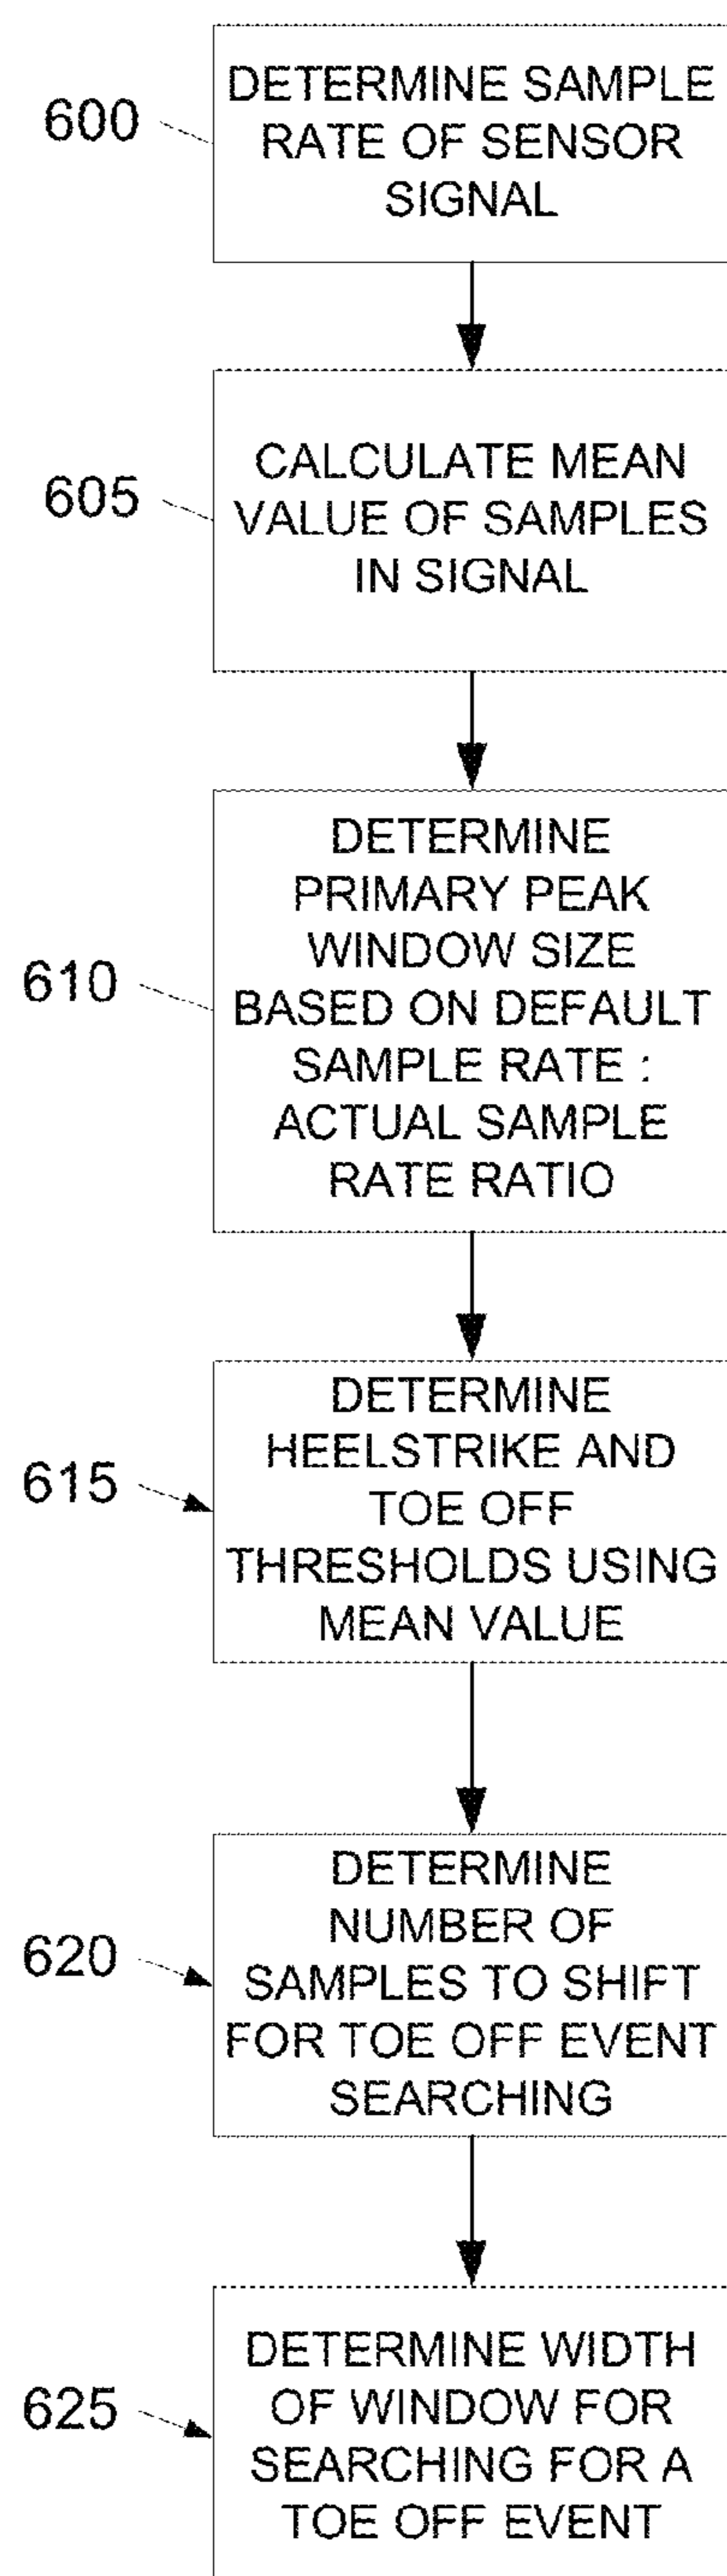 600
DETERMINE SAMPLE
RATE OF SENSOR
SIGNAL
605
CALCULATE MEAN
VALUE OF SAMPLES
IN SIGNAL
610
DETERMINE
PRIMARY PEAK
WINDOW SIZE
BASED ON DEFAULT
SAMPLE RATE :
ACTUAL SAMPLE
RATE RATIO
615
DETERMINE
HEELSTRIKE AND
TOE OFF
THRESHOLDS USING
MEAN VALUE
620
DETERMINE
NUMBER OF
SAMPLES TO SHIFT
FOR TOE OFF EVENT
SEARCHING
625
DETERMINE WIDTH
OF WINDOW FOR
SEARCHING FOR A
TOE OFF EVENT